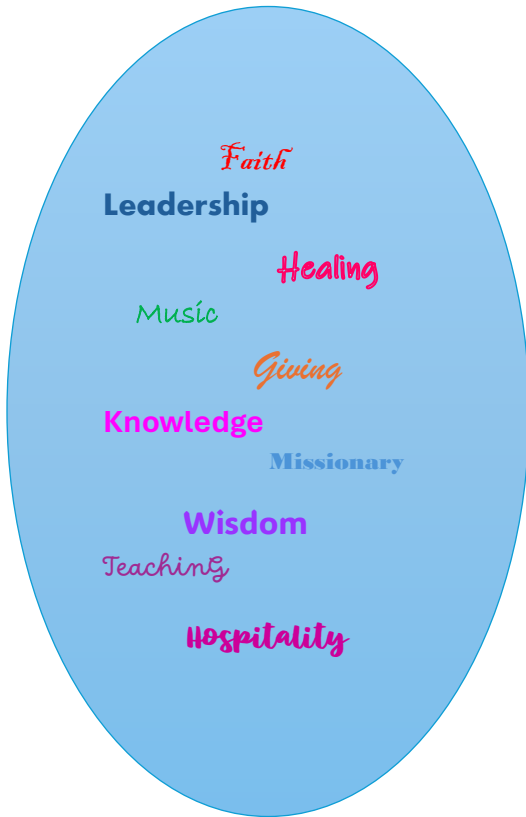 Faith
Leadership
Healing
Music
Giving
Knowledge
Missionary
Wisdom
TeachinG
Hospitality